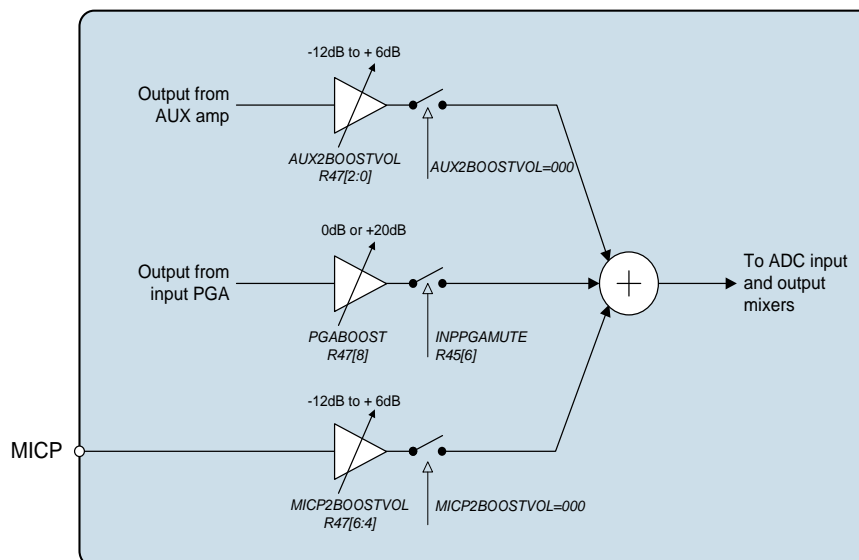 -12dB to + 6dB
Output from
AUX amp
AUX2BOOSTVOL
R47[2:0]
AUX2BOOSTVOL=000
0dB or +20dB
Output from
input PGA
PGABOOST
R47[8]
INPPGAMUTE
R45[6]
+
To ADC input
and output
mixers
-12dB to + 6dB
MICP
MICP2BOOSTVOL
R47[6:4]
MICP2BOOSTVOL=000